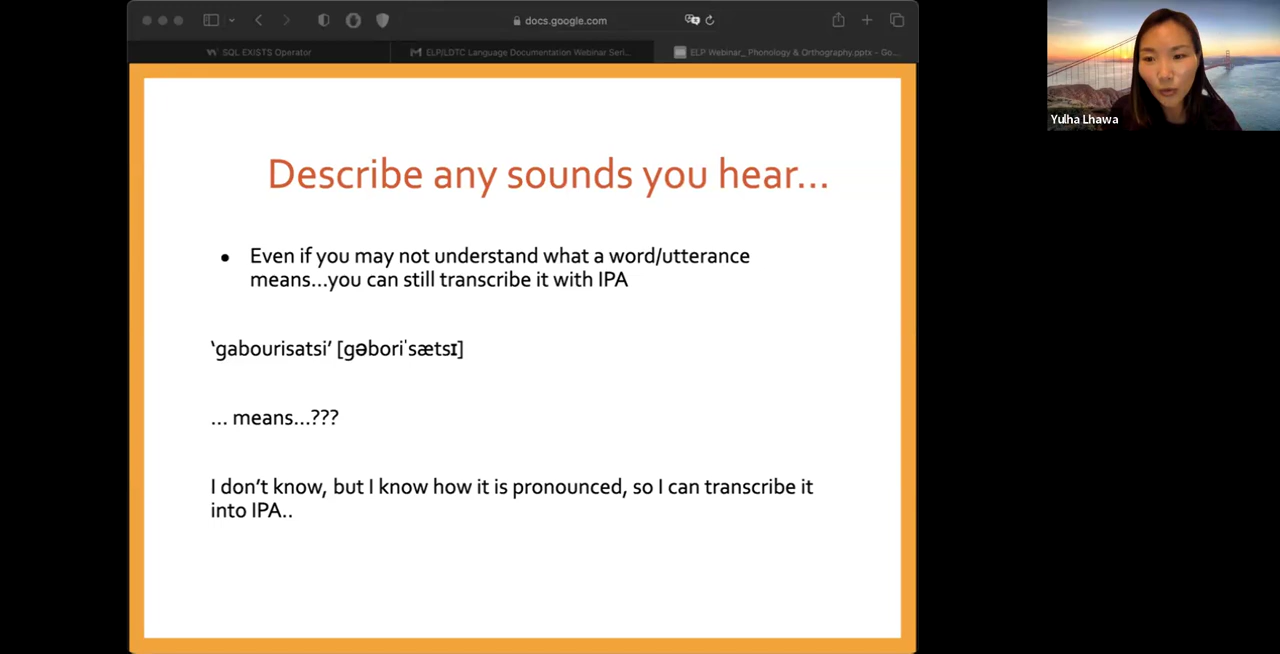 docs.google.com
SQL EXISTS Operator
ELP/LDTC Language Documentation Webinar Seri...
ELP Webinar_ Phonology & Orthography.pptx - Go...
Yulha Lhawa
Describe any sounds you hear...
• Even if you may not understand what a word/utterance
means...you can still transcribe it with IPA
‘gabourisatsi’ [gəboriˈsætsɪ]
... means...???
I don’t know, but I know how it is pronounced, so I can transcribe it
into IPA..